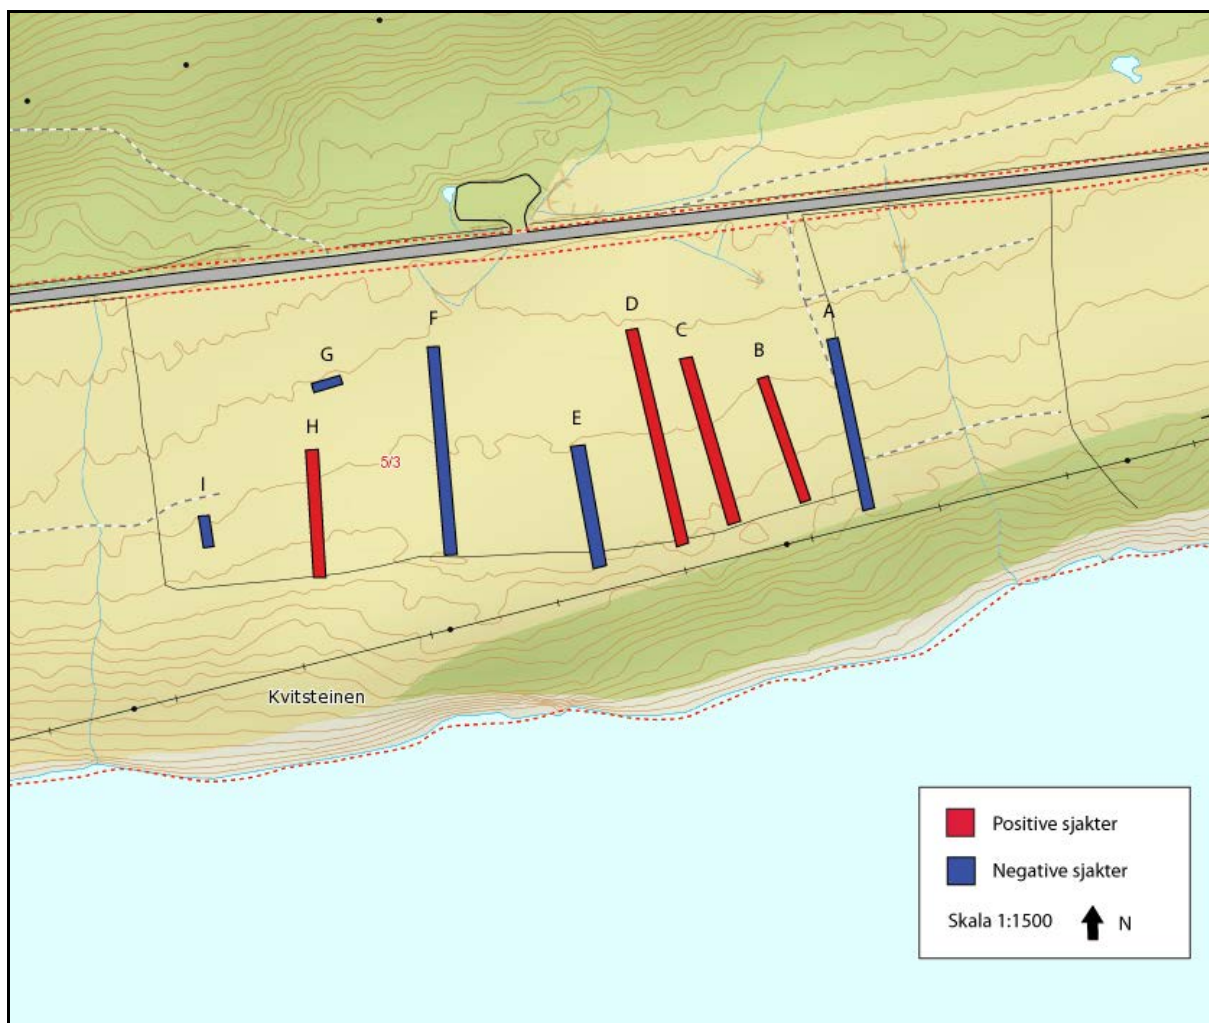 D
A
F
C
B
G
E
H
5/3
I
Kvitsteinen
Positive sjakter
Negative sjakter
Skala 1:1500 N